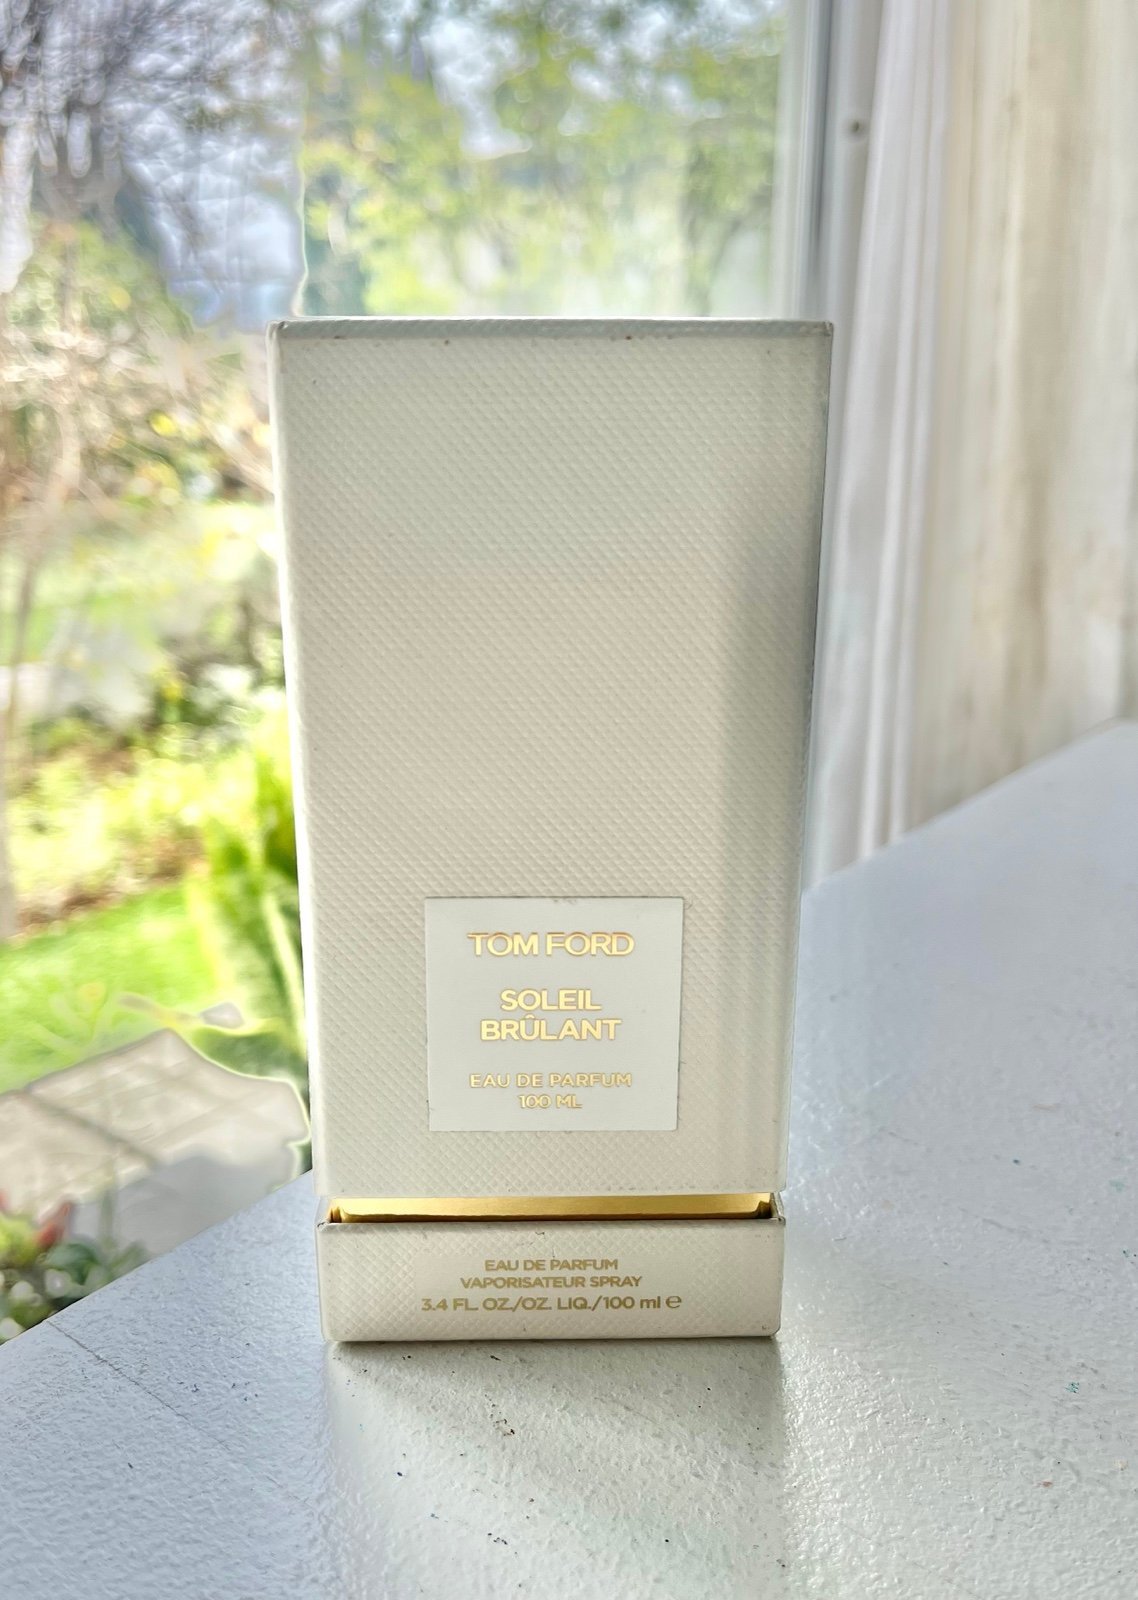 TOM FORD
SOLEIL
BRÛLANT
EAU DE PARFUM
100 ML
EAU DE PARFUM
VAPORISATEUR SPRAY
3.4 FL. OZ./OZ. LIQ./100 ml ℮